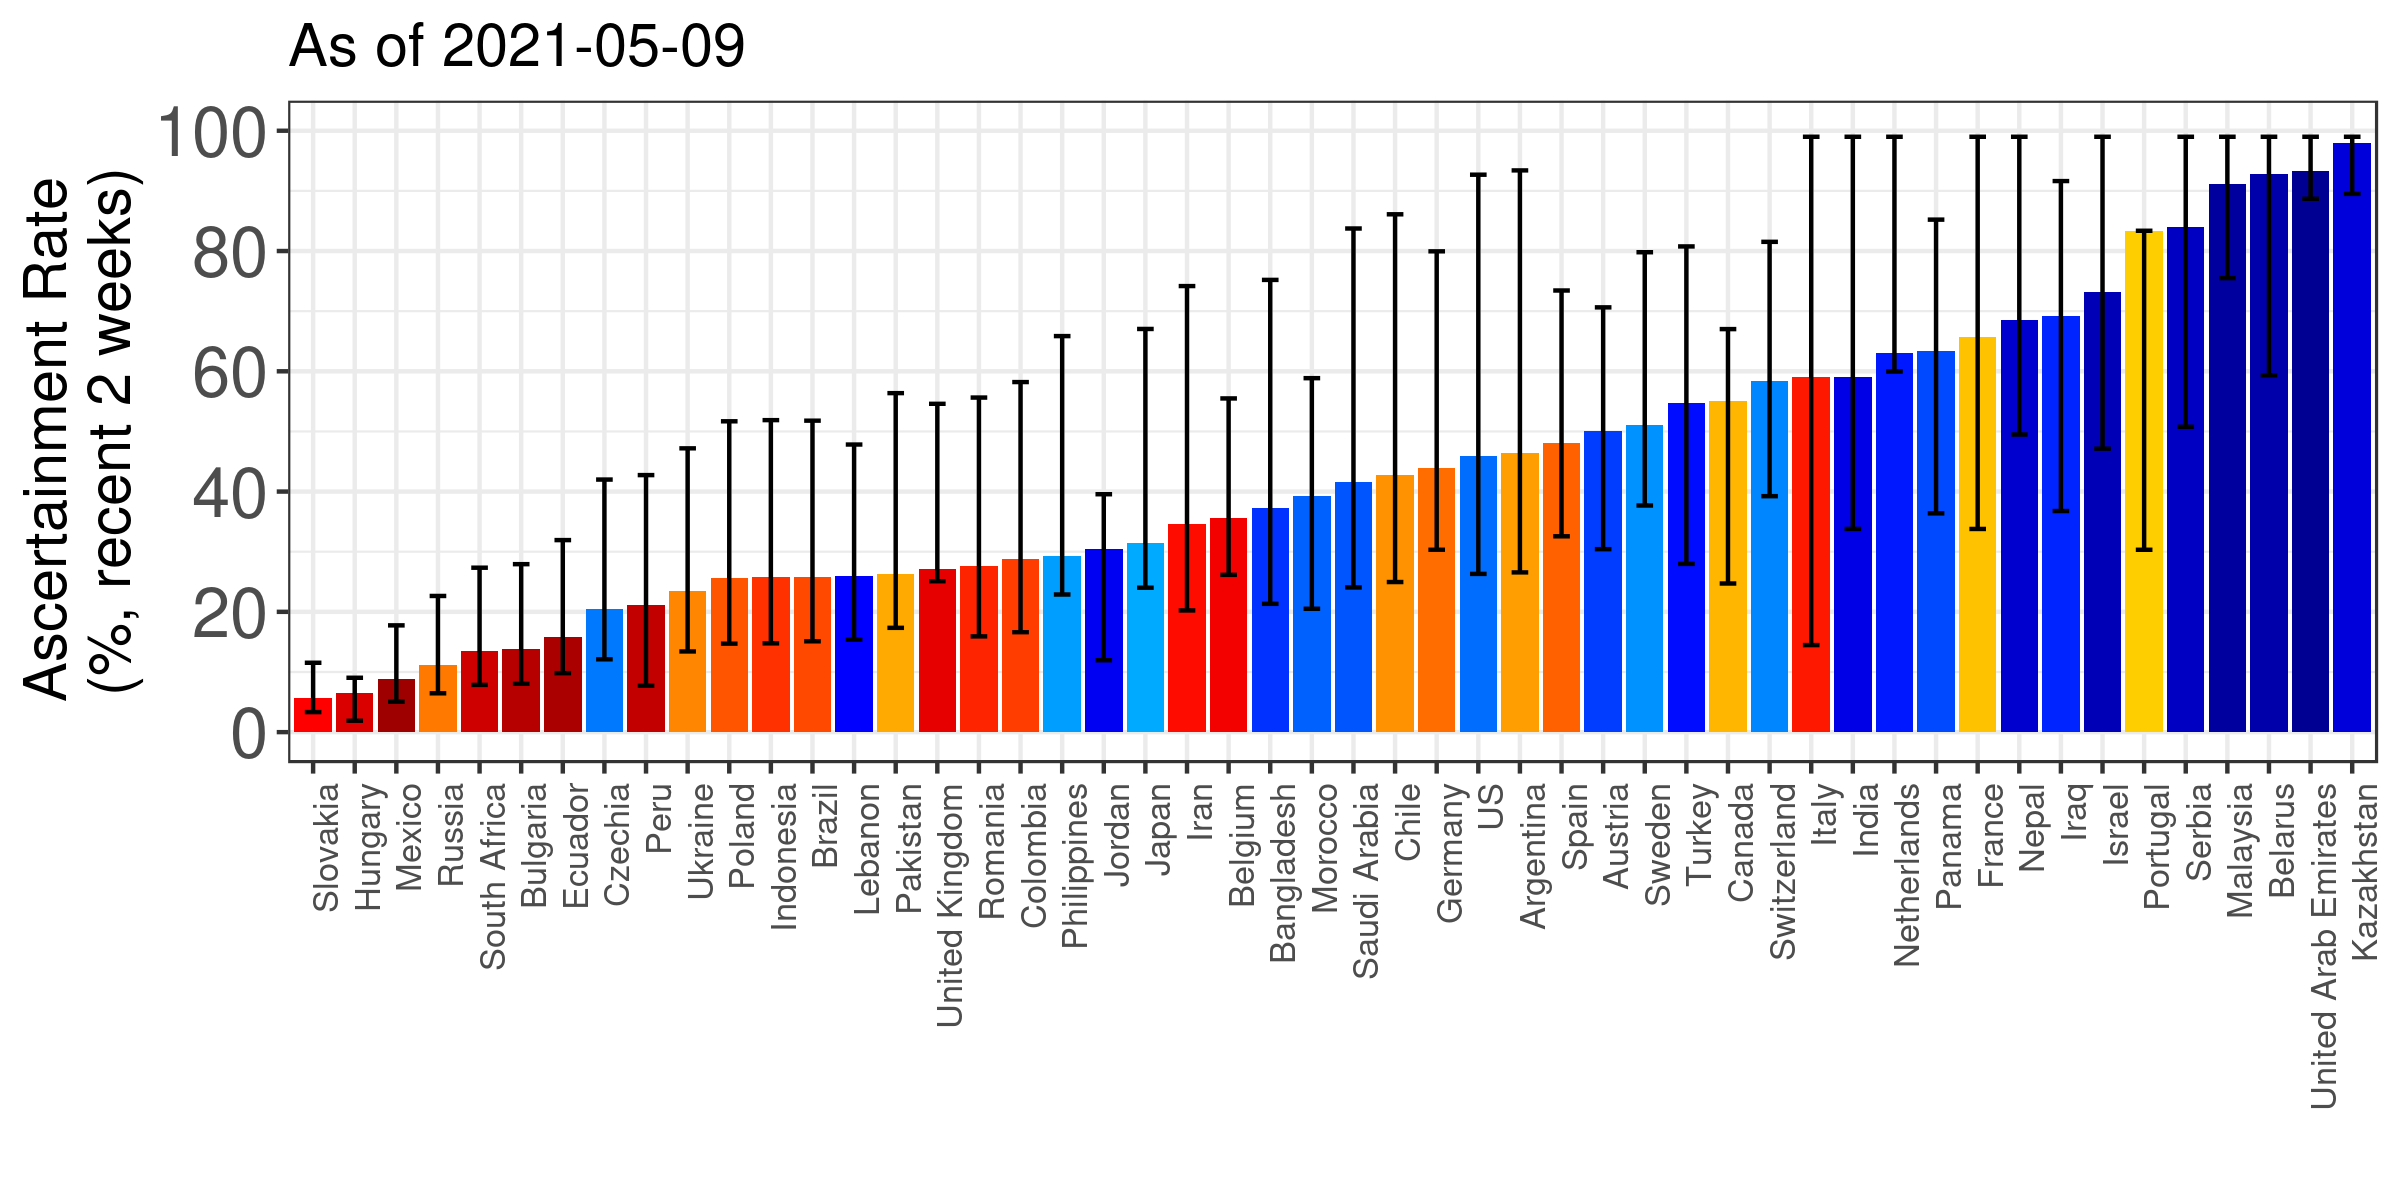 As of 2021-05-09
Ascertainment Rate
(%, recent 2 weeks)
100
80
60
40
20
0
Slovakia
Hungary
Mexico
Russia
South Africa
Bulgaria
Ecuador
Czechia
Peru
Ukraine
Poland
Indonesia
Brazil
Lebanon
Pakistan
United Kingdom
Romania
Colombia
Philippines
Jordan
Japan
Iran
Belgium
Bangladesh
Morocco
Saudi Arabia
Chile
Germany
US
Argentina
Spain
Austria
Sweden
Turkey
Canada
Switzerland
Italy
India
Netherlands
Panama
France
Nepal
Iraq
Israel
Portugal
Serbia
Malaysia
Belarus
United Arab Emirates
Kazakhstan